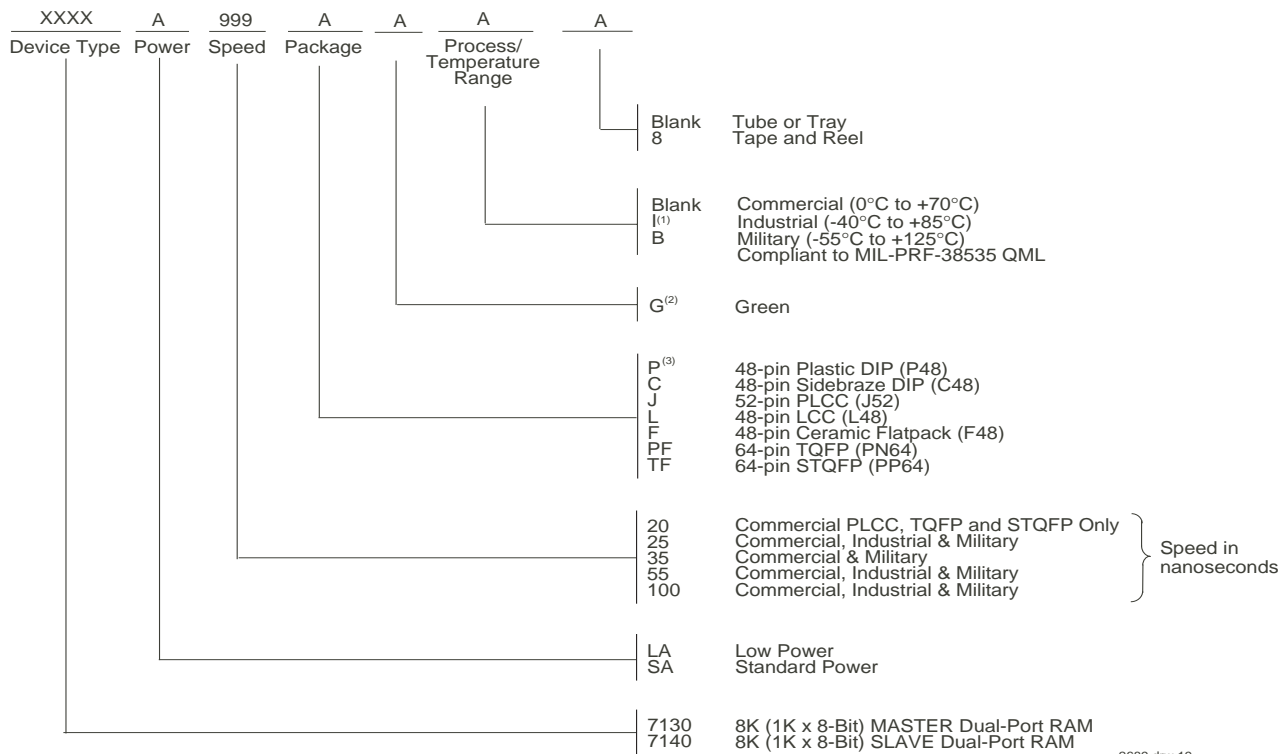 XXXX A 999 A A A A
Device Type Power Speed Package Process/
Temperature
Range
Blank Tube or Tray
8 Tape and Reel
Blank Commercial (0°C to +70°C)
I(1) Industrial (-40°C to +85°C)
B Military (-55°C to +125°C)
Compliant to MIL-PRF-38535 QML
G(2) Green
P(3) 48-pin Plastic DIP (P48)
C 48-pin Sidebraze DIP (C48)
J 52-pin PLCC (J52)
L 48-pin LCC (L48)
F 48-pin Ceramic Flatpack (F48)
PF 64-pin TQFP (PN64)
TF 64-pin STQFP (PP64)
20 Commercial PLCC, TQFP and STQFP Only
25 Commercial, Industrial & Military
35 Commercial & Military
55 Commercial, Industrial & Military
100 Commercial, Industrial & Military
Speed in
nanoseconds
LA Low Power
SA Standard Power
7130 8K (1K x 8-Bit) MASTER Dual-Port RAM
7140 8K (1K x 8-Bit) SLAVE Dual-Port RAM